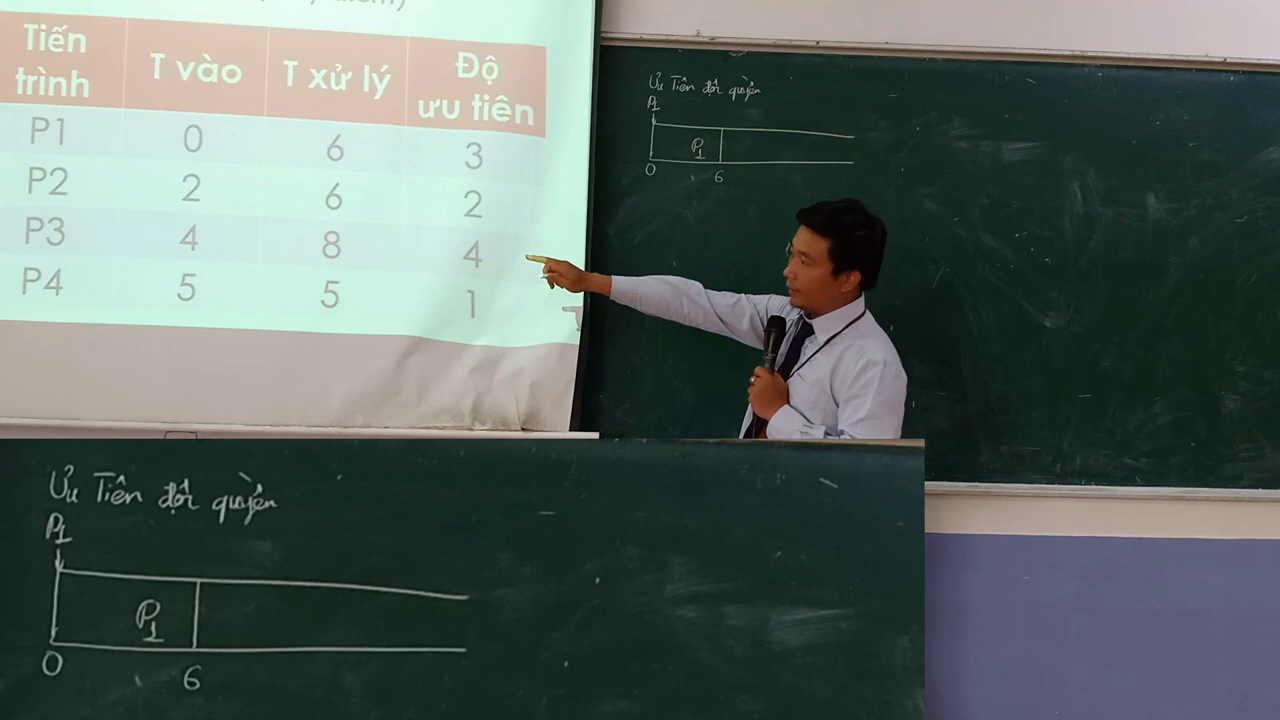 Tiến trình T vào T xử lý Độ ưu tiên
P1 0 6 3
P2 2 6 2
P3 4 8 4
P4 5 5 1
Ưu Tiên độc quyền
P1
P1
0 6
Ưu Tiên độc quyền
P1
P1
0 6